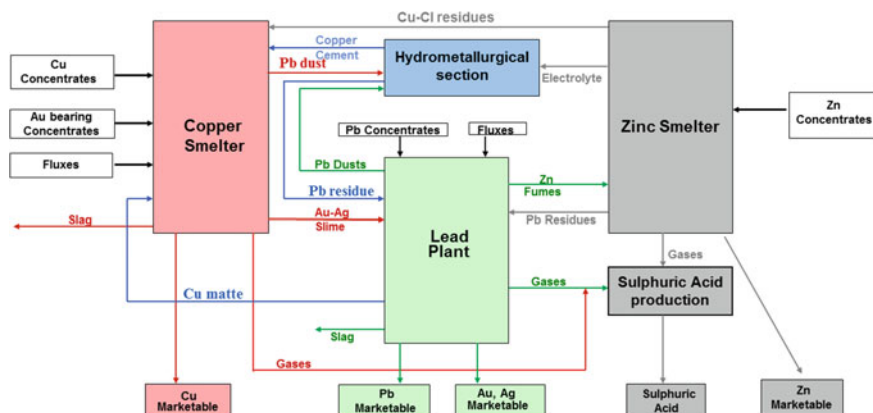 Cu-Cl residues
Copper
Cement
Pb dust
Hydrometallurgical
section
Electrolyte
Cu
Concentrates
Au bearing
Concentrates
Fluxes
Copper
Smelter
Zinc Smelter
Zn
Concentrates
Pb Concentrates
Fluxes
Pb Dusts
Pb residue
Zn
Fumes
Slag
Au-Ag
Slime
Pb Residues
Lead
Plant
Gases
Cu matte
Gases
Sulphuric Acid
production
Slag
Gases
Cu
Marketable
Pb
Marketable
Au, Ag
Marketable
Sulphuric
Acid
Zn
Marketable